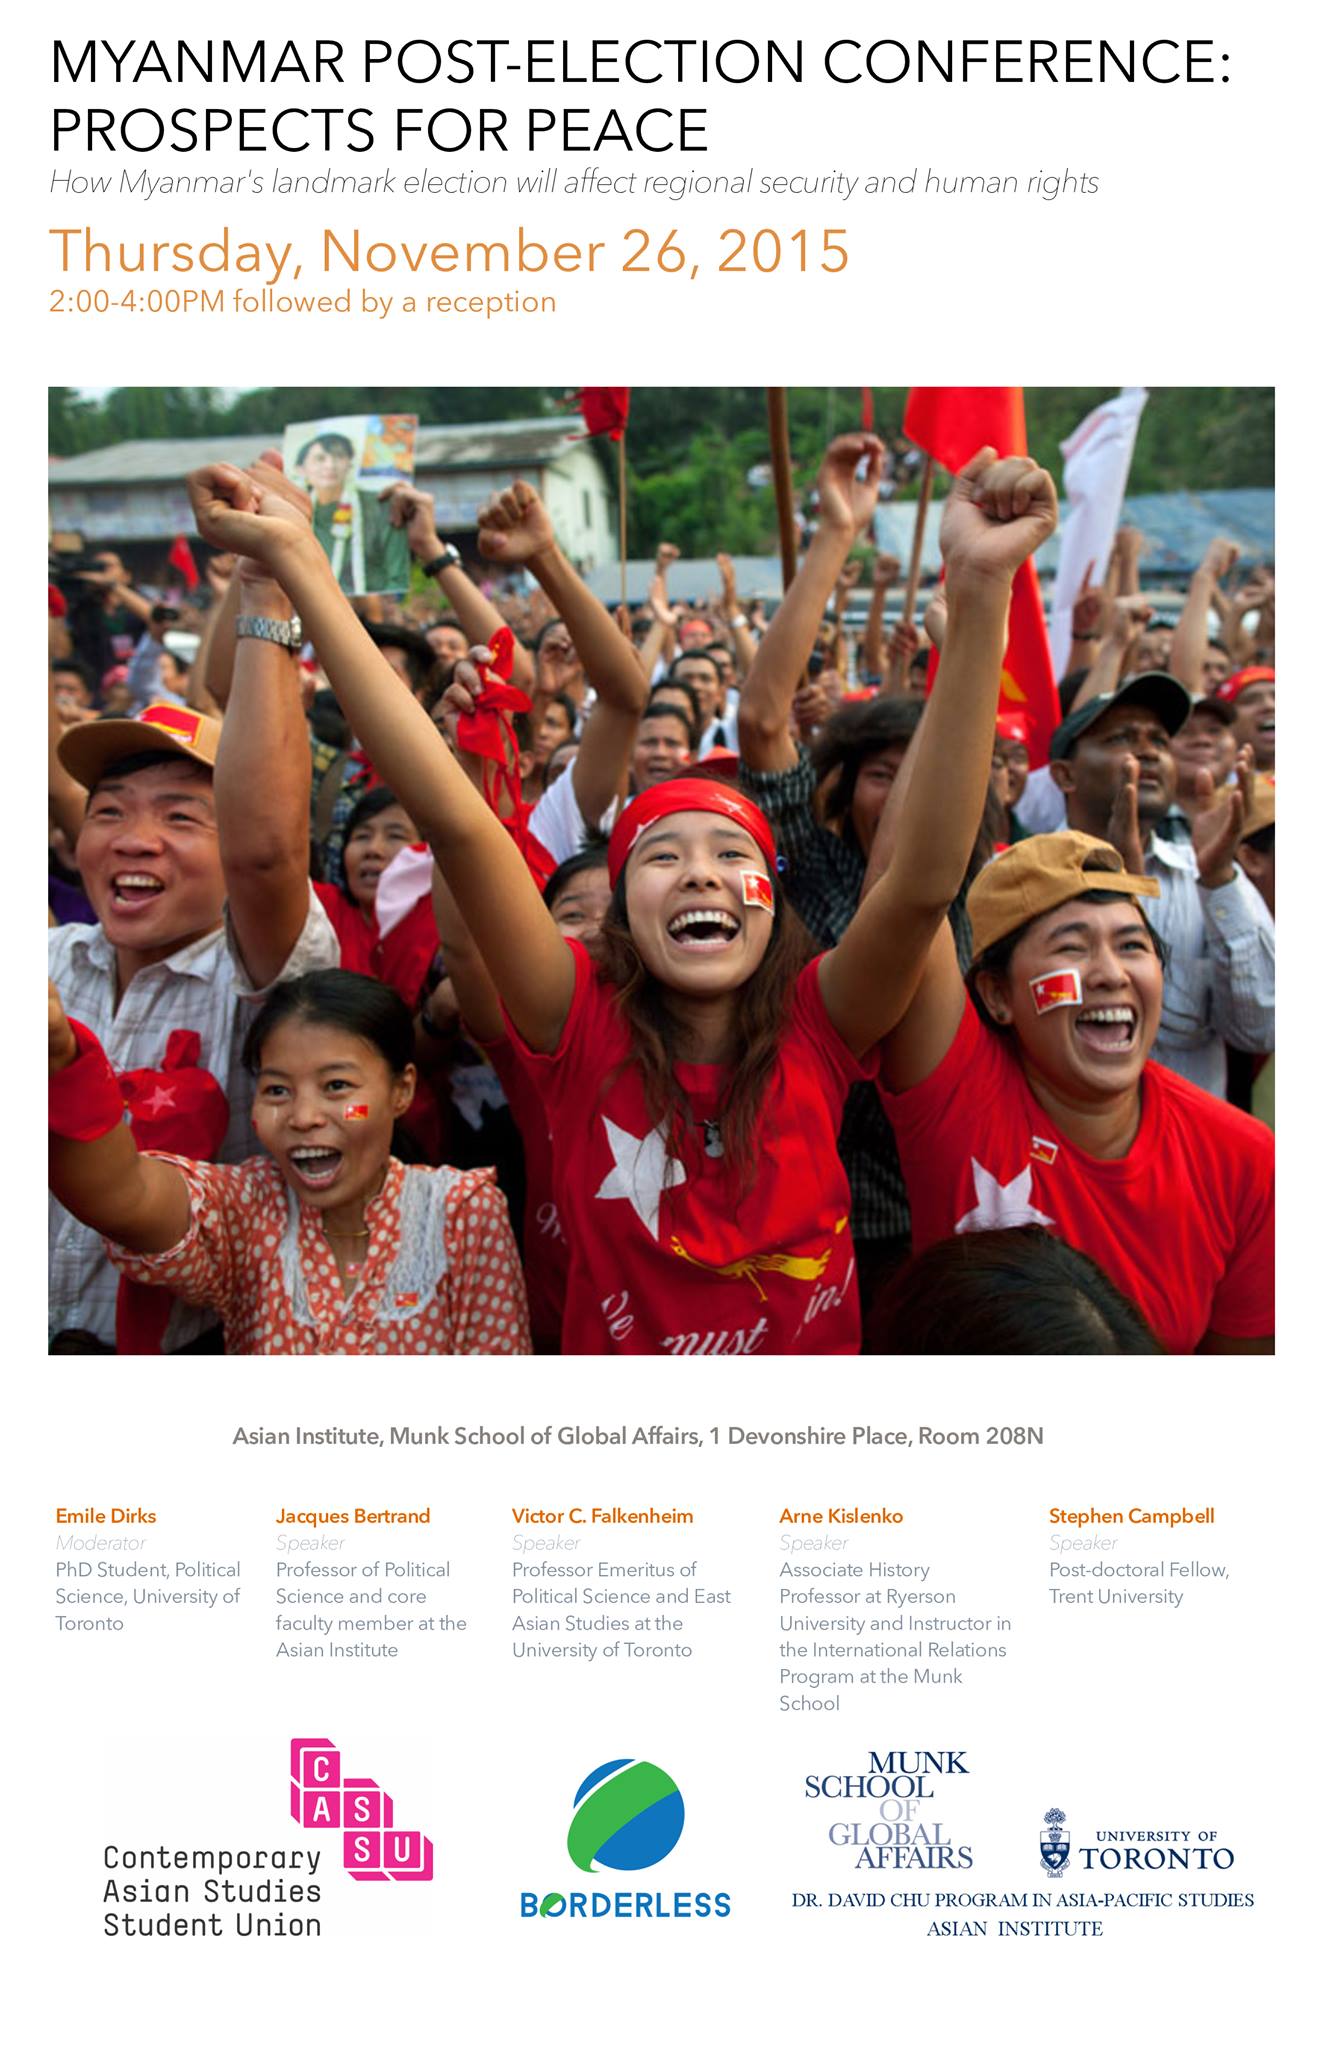 MYANMAR POST-ELECTION CONFERENCE:
PROSPECTS FOR PEACE
How Myanmar's landmark election will affect regional security and human rights
Thursday, November 26, 2015
2:00-4:00PM followed by a reception
We must in!
Asian Institute, Munk School of Global Affairs, 1 Devonshire Place, Room 208N
Emile Dirks
Moderator
PhD Student, Political
Science, University of
Toronto
Jacques Bertrand
Speaker
Professor of Political
Science and core
faculty member at the
Asian Institute
Victor C. Falkenheim
Speaker
Professor Emeritus of
Political Science and East
Asian Studies at the
University of Toronto
Arne Kislenko
Speaker
Associate History
Professor at Ryerson
University and Instructor in
the International Relations
Program at the Munk
School
Stephen Campbell
Speaker
Post-doctoral Fellow,
Trent University
C
AS
SU
Contemporary
Asian Studies
Student Union
BORDERLESS
MUNK
SCHOOL
OF
GLOBAL
AFFAIRS
UNIVERSITY OF
TORONTO
DR. DAVID CHU PROGRAM IN ASIA-PACIFIC STUDIES
ASIAN INSTITUTE